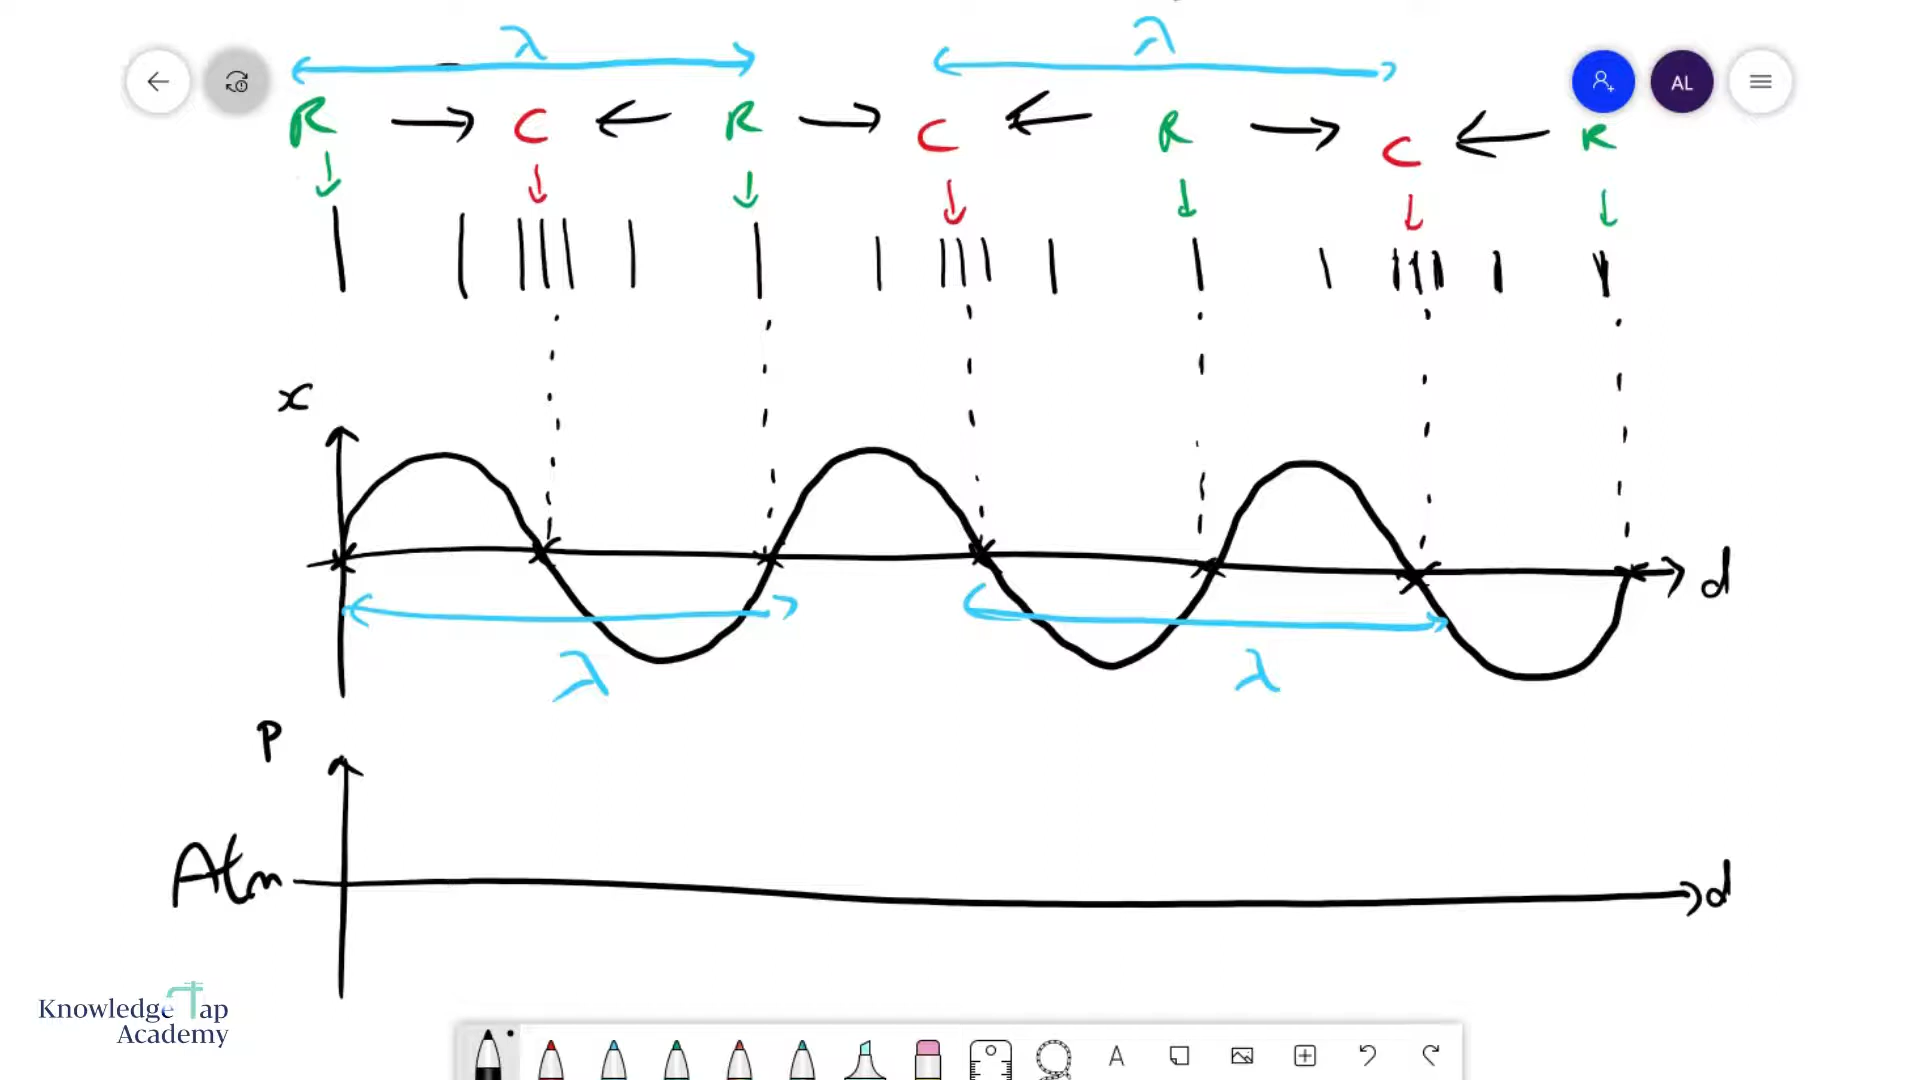 λ λ
R → C ← R → C ← R → C ← R
AL
x
d
λ λ
P
Atm
d
Knowledge Tap
Academy
A